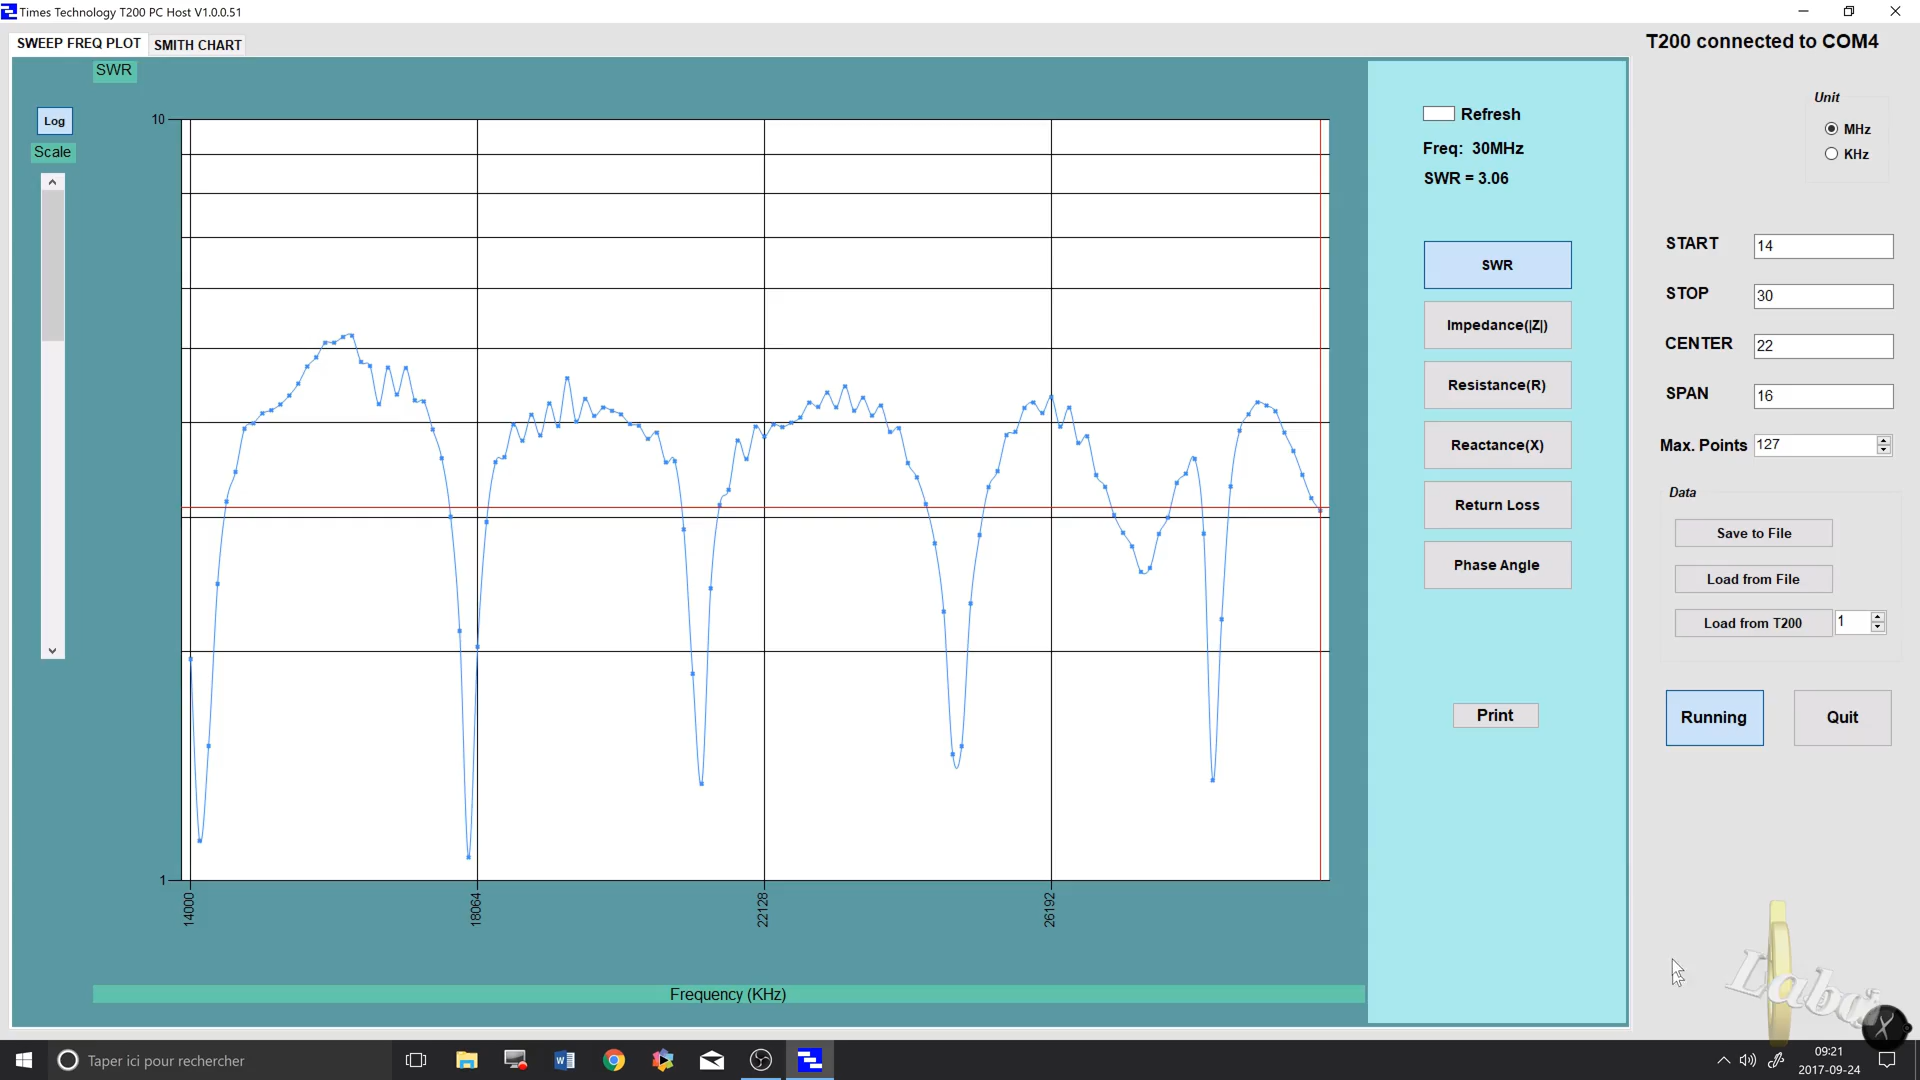 Times Technology T200 PC Host V1.0.0.51
SWEEP FREQ PLOT
SMITH CHART
T200 connected to COM4
SWR
Log
Scale
10
1
14000
18064
22128
26192
Frequency (KHz)
Refresh
Freq: 30MHz
SWR = 3.06
SWR
Impedance(|Z|)
Resistance(R)
Reactance(X)
Return Loss
Phase Angle
Print
Unit
MHz
KHz
START 14
STOP 30
CENTER 22
SPAN 16
Max. Points 127
Data
Save to File
Load from File
Load from T200 1
Running
Quit
Taper ici pour rechercher
09:21
2017-09-24